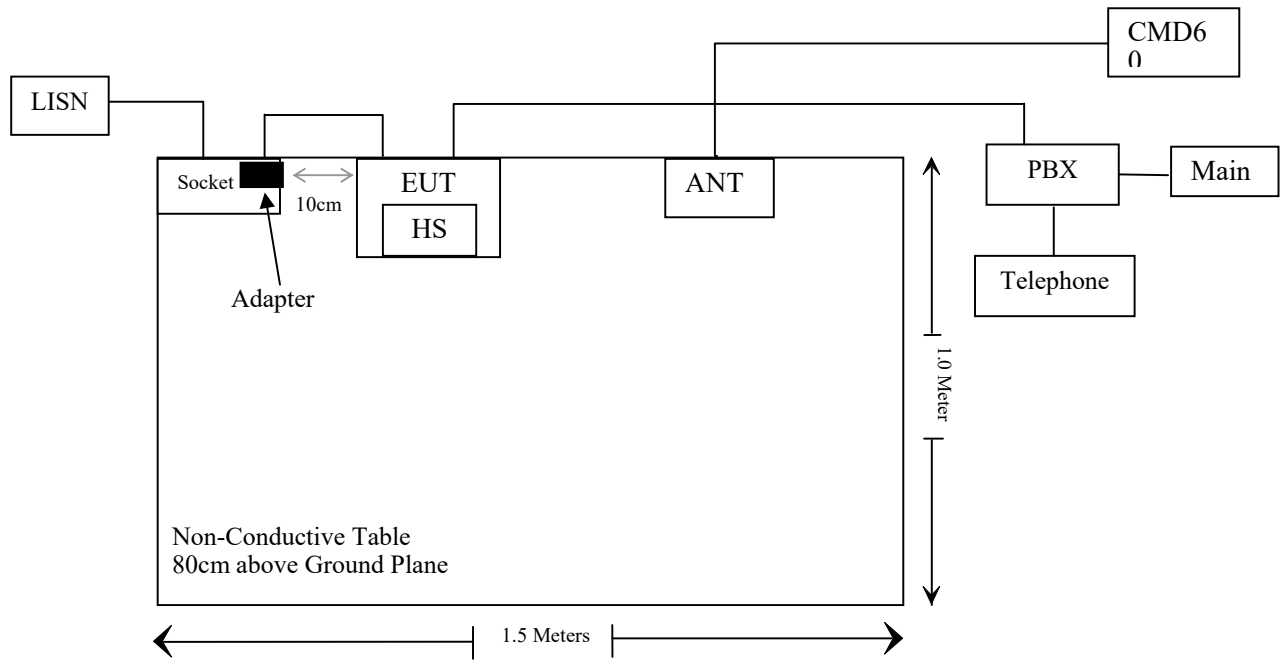 CMD6
0
LISN
Socket
10cm
EUT
HS
ANT
PBX
Main
Telephone
Adapter
1.0 Meter
Non-Conductive Table
80cm above Ground Plane
1.5 Meters